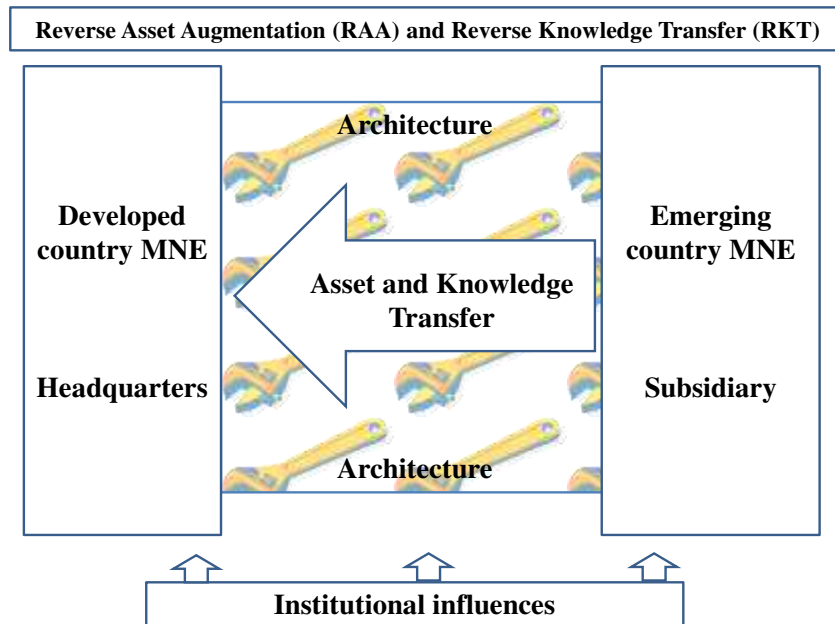 Reverse Asset Augmentation (RAA) and Reverse Knowledge Transfer (RKT)
Architecture
Developed
country MNE
Emerging
country MNE
Asset and Knowledge
Transfer
Headquarters
Subsidiary
Architecture
Institutional influences